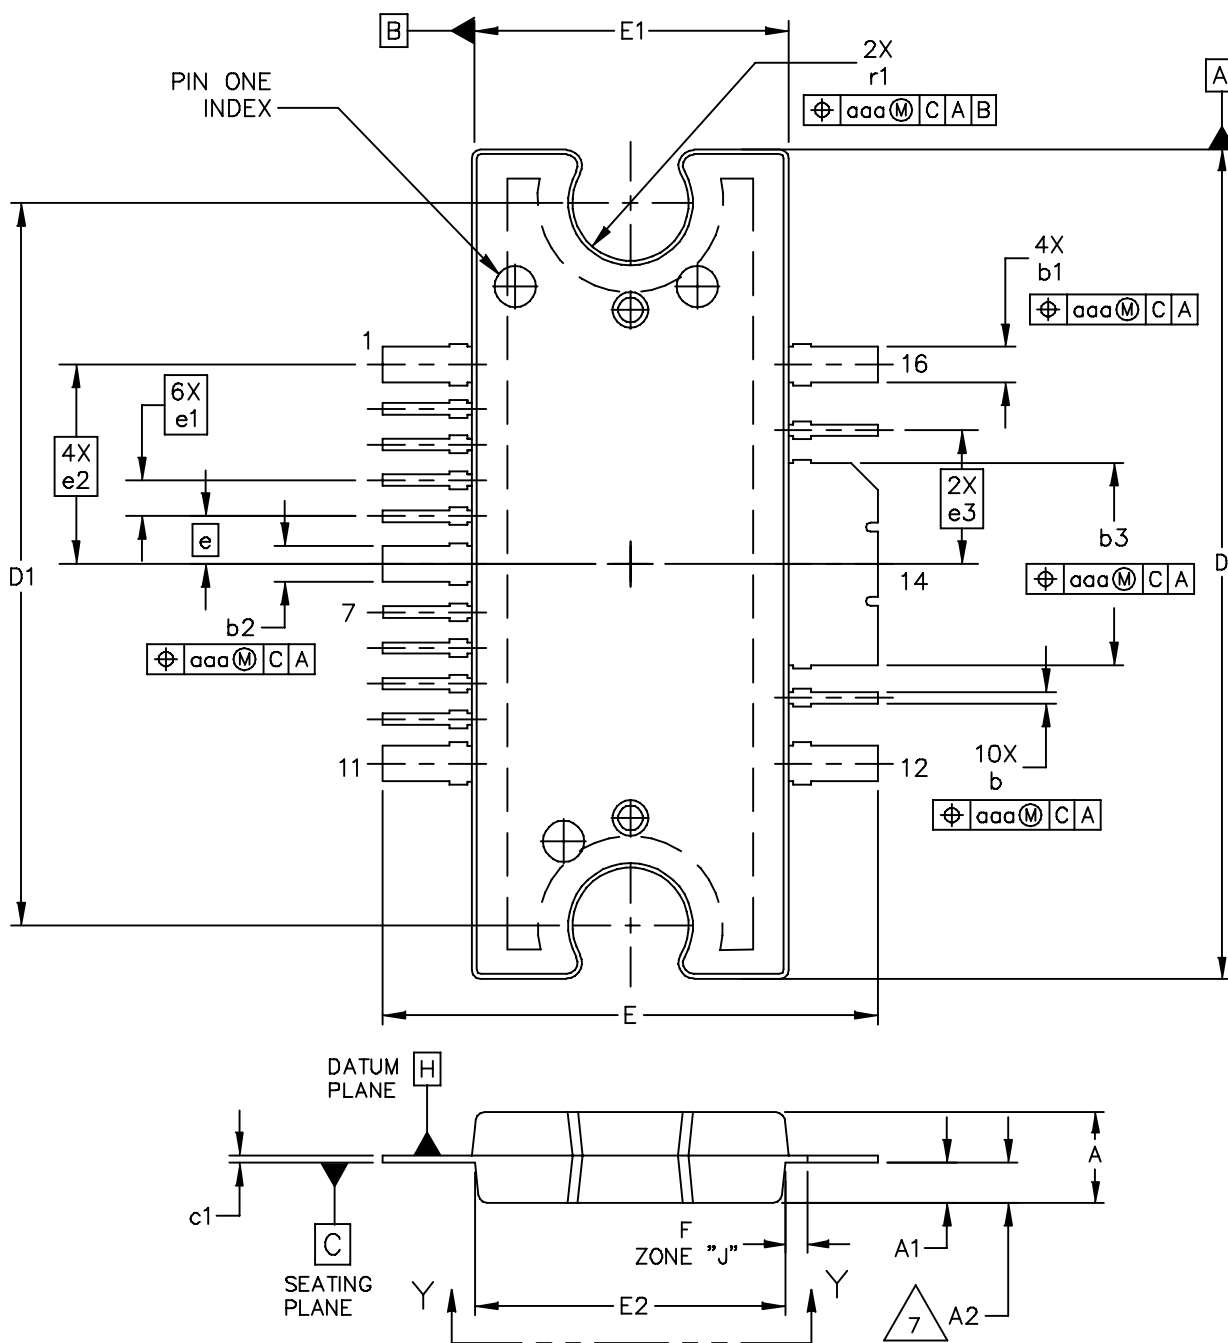 B
E1
2X
r1
⌖ aaa Ⓜ C A B
A
PIN ONE
INDEX
4X
b1
⌖ aaa Ⓜ C A
1
16
6X
e1
4X
e2
2X
e3
e
b3
D1
D
14
⌖ aaa Ⓜ C A
7
b2
⌖ aaa Ⓜ C A
11
12
10X
b
⌖ aaa Ⓜ C A
E
DATUM
PLANE
H
A
c1
C
F
ZONE "J"
A1
SEATING
PLANE
Y
Y
E2
7
A2